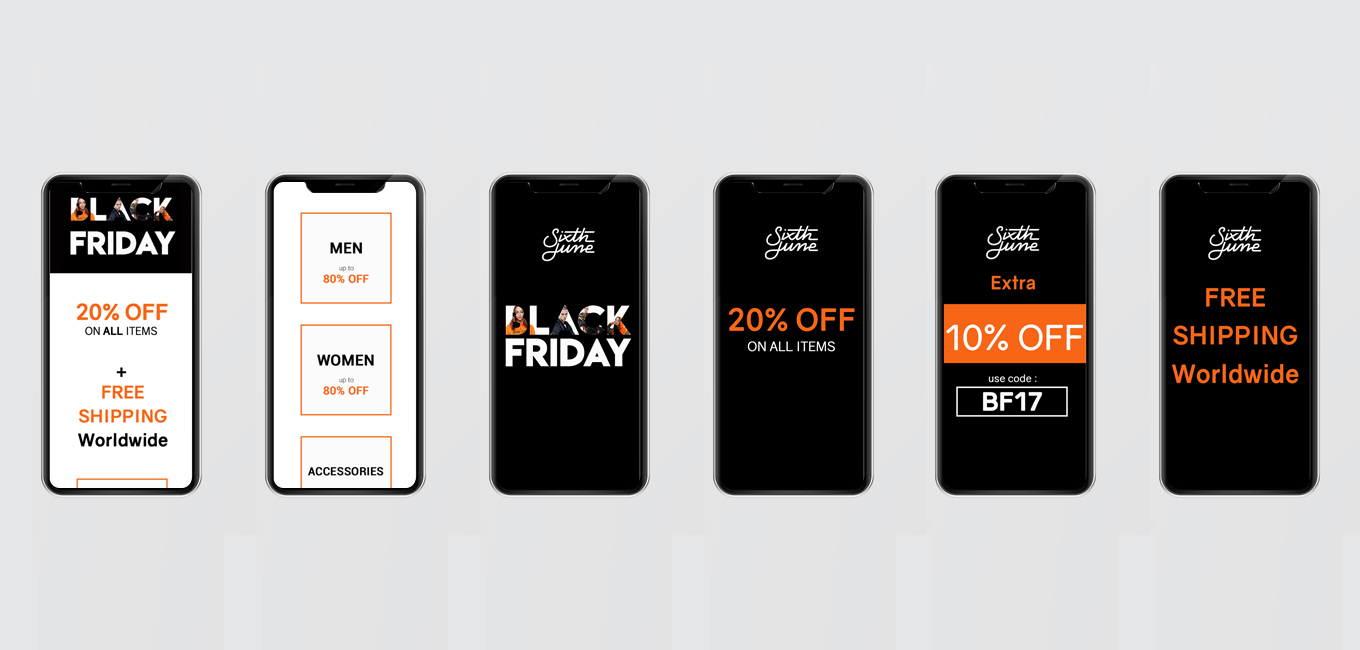 BLACK
FRIDAY
20% OFF
ON ALL ITEMS
+
FREE
SHIPPING
Worldwide
MEN
up to
80% OFF
WOMEN
up to
80% OFF
ACCESSORIES
Sixth
June
BLACK
FRIDAY
Sixth
June
20% OFF
ON ALL ITEMS
Sixth
June
Extra
10% OFF
use code :
BF17
Sixth
June
FREE
SHIPPING
Worldwide